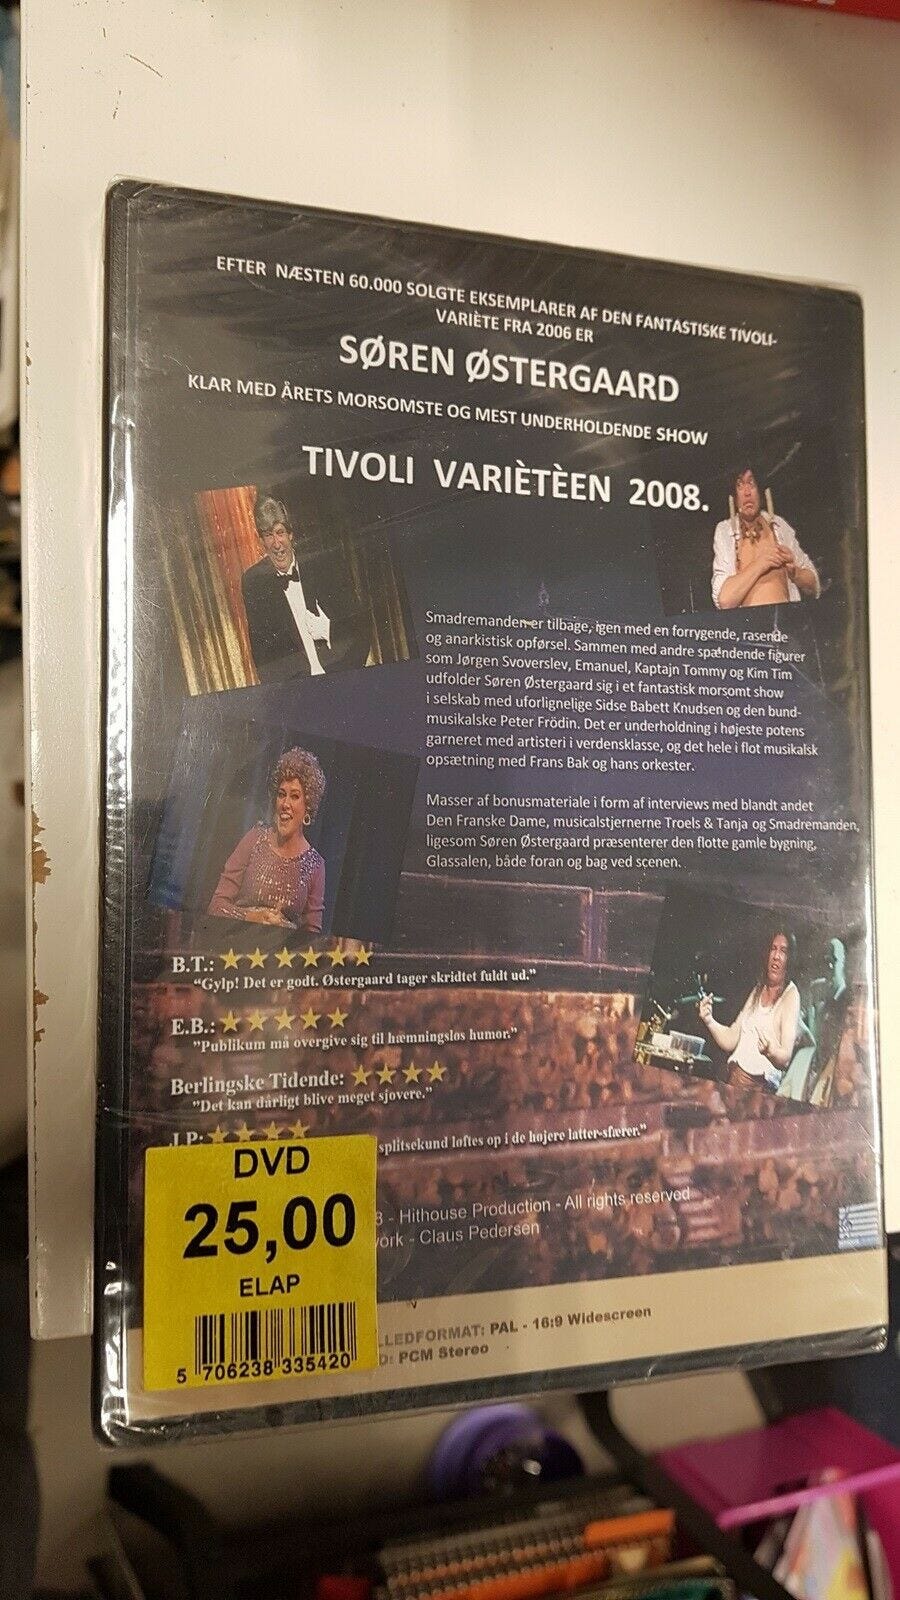 EFTER NÆSTEN 60.000 SOLGTE EKSEMPLARER AF DEN FANTASTISKE TIVOLI-
VARIÈTE FRA 2006 ER
SØREN ØSTERGAARD
KLAR MED ÅRETS MORSOMSTE OG MEST UNDERHOLDENDE SHOW
TIVOLI VARIÈTÈEN 2008.
Smadremanden er tilbage, igen med en forrygende, rasende
og anarkistisk opførsel. Sammen med andre spændende figurer
som Jørgen Svoverslev, Emanuel, Kaptajn Tommy og Kim Tim
udfolder Søren Østergaard sig i et fantastisk morsomt show
i selskab med uforlignelige Sidse Babett Knudsen og den bund-
musikalske Peter Frödin. Det er underholdning i højeste potens
garneret med artisteri i verdensklasse, og det hele i flot musikalsk
opsætning med Frans Bak og hans orkester.
Masser af bonusmateriale i form af interviews med blandt andet
Den Franske Dame, musicalstjernerne Troels & Tanja og Smadremanden,
ligesom Søren Østergaard præsenterer den flotte gamle bygning,
Glassalen, både foran og bag ved scenen.
B.T.: ★★★★★★
"Gylp! Det er godt. Østergaard tager skridtet fuldt ud."
E.B.: ★★★★★
"Publikum må overgive sig til hæmningsløs humor."
Berlingske Tidende: ★★★★
"Det kan dårligt blive meget sjovere."
J.P: ★★★★
splitsekund løftes op i de højere latter-sfærer."
DVD
25,00
ELAP
5 706238 335420
8 - Hithouse Production - All rights reserved
work - Claus Pedersen
LLEDFORMAT: PAL - 16:9 Widescreen
D: PCM Stereo